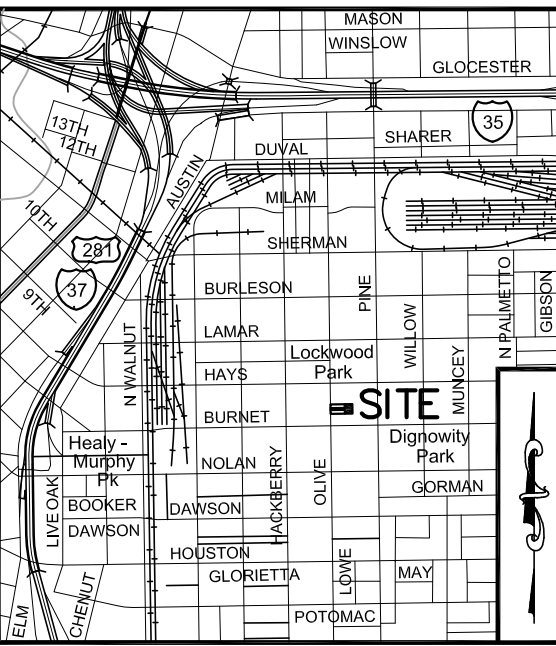 MASON
WINSLOW
GLOCESTER
35
13TH
12TH
SHARER
DUVAL
AUSTIN
MILAM
10TH
SHERMAN
281
37
9TH
BURLESON
PINE
N PALMETTO
GIBSON
N WALNUT
LAMAR
WILLOW
MUNCEY
Lockwood
Park
HAYS
SITE
BURNET
Healy -
Murphy
Pk
Dignowity
Park
NOLAN
HACKBERRY
OLIVE
GORMAN
LIVE OAK
BOOKER
DAWSON
DAWSON
HOUSTON
GLORIETTA
LOWE
MAY
ELM
CHENUT
POTOMAC